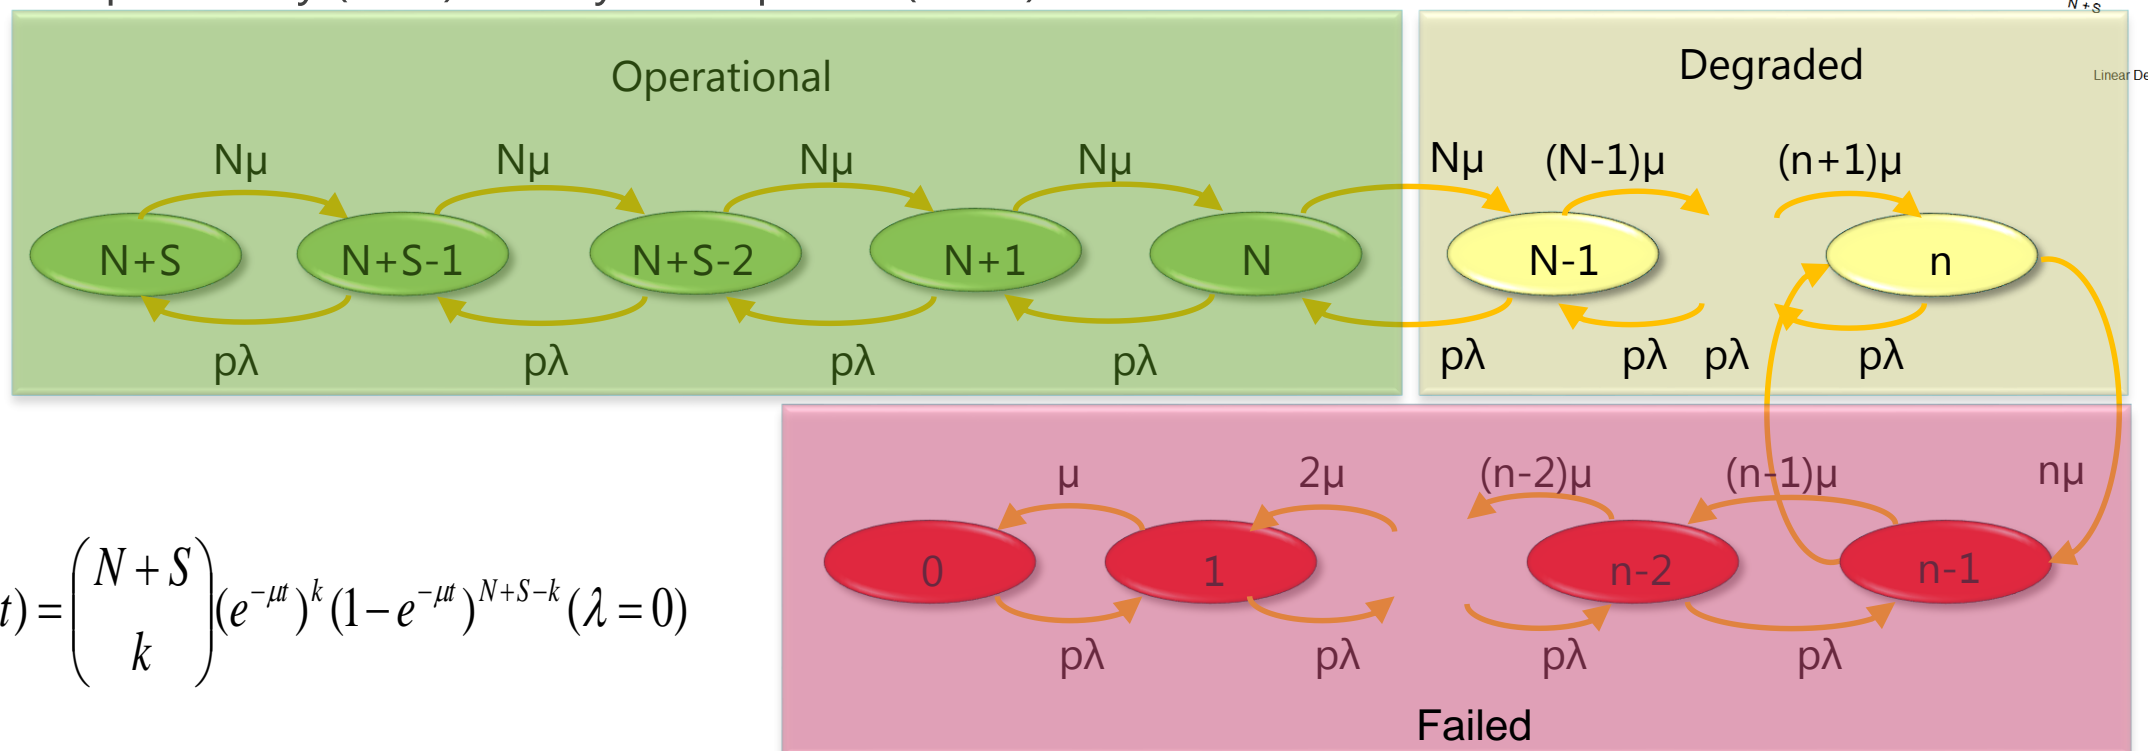 N+S
Operational
Degraded
Linear De
Nμ Nμ Nμ Nμ Nμ (N-1)μ (n+1)μ
N+S N+S-1 N+S-2 N+1 N N-1 n
pλ pλ pλ pλ pλ pλ pλ pλ
μ 2μ (n-2)μ (n-1)μ nμ
0 1 n-2 n-1
pλ pλ pλ pλ
t) = (N + S k) (e^{-μt})^k (1 − e^{-μt})^{N+S−k} (λ = 0)
Failed